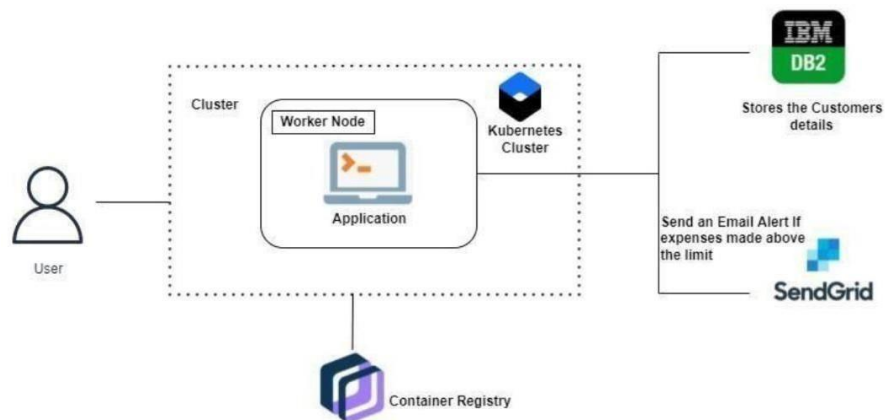 IBM
DB2
Stores the Customers
details
Cluster
Worker Node
Kubernetes
Cluster
Application
User
Send an Email Alert If
expenses made above
the limit
SendGrid
Container Registry